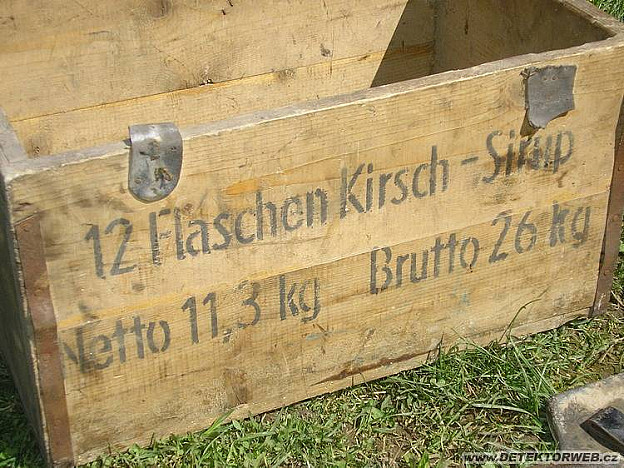 12 Flaschen Kirsch - Sirup
Netto 11,3 kg Brutto 26 kg
www.DETEKTORWEB.cz